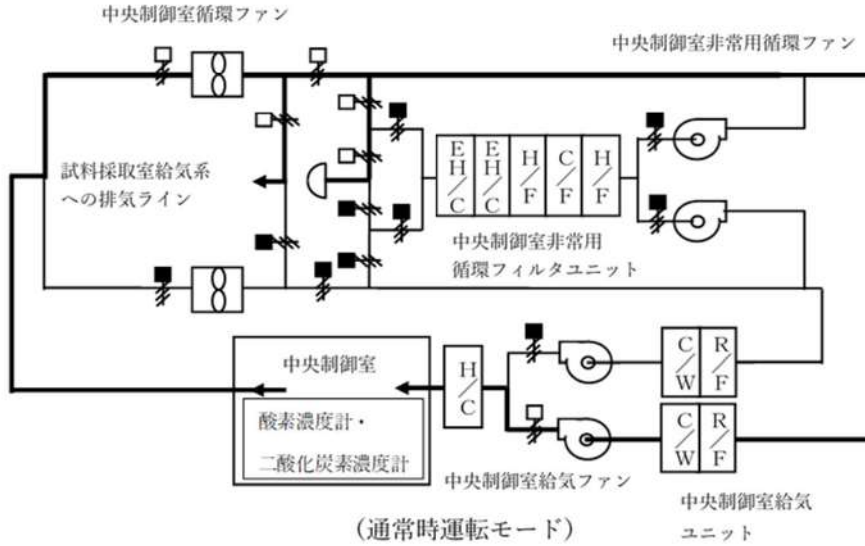 中央制御室循環ファン
中央制御室非常用循環ファン
試料採取室給気系
への排気ライン
EH/C
EH/C
H/F
C/F
H/F
中央制御室非常用
循環フィルタユニット
中央制御室
酸素濃度計・
二酸化炭素濃度計
H/C
C/W
R/F
C/W
R/F
中央制御室給気ファン
中央制御室給気
ユニット
(通常時運転モード)